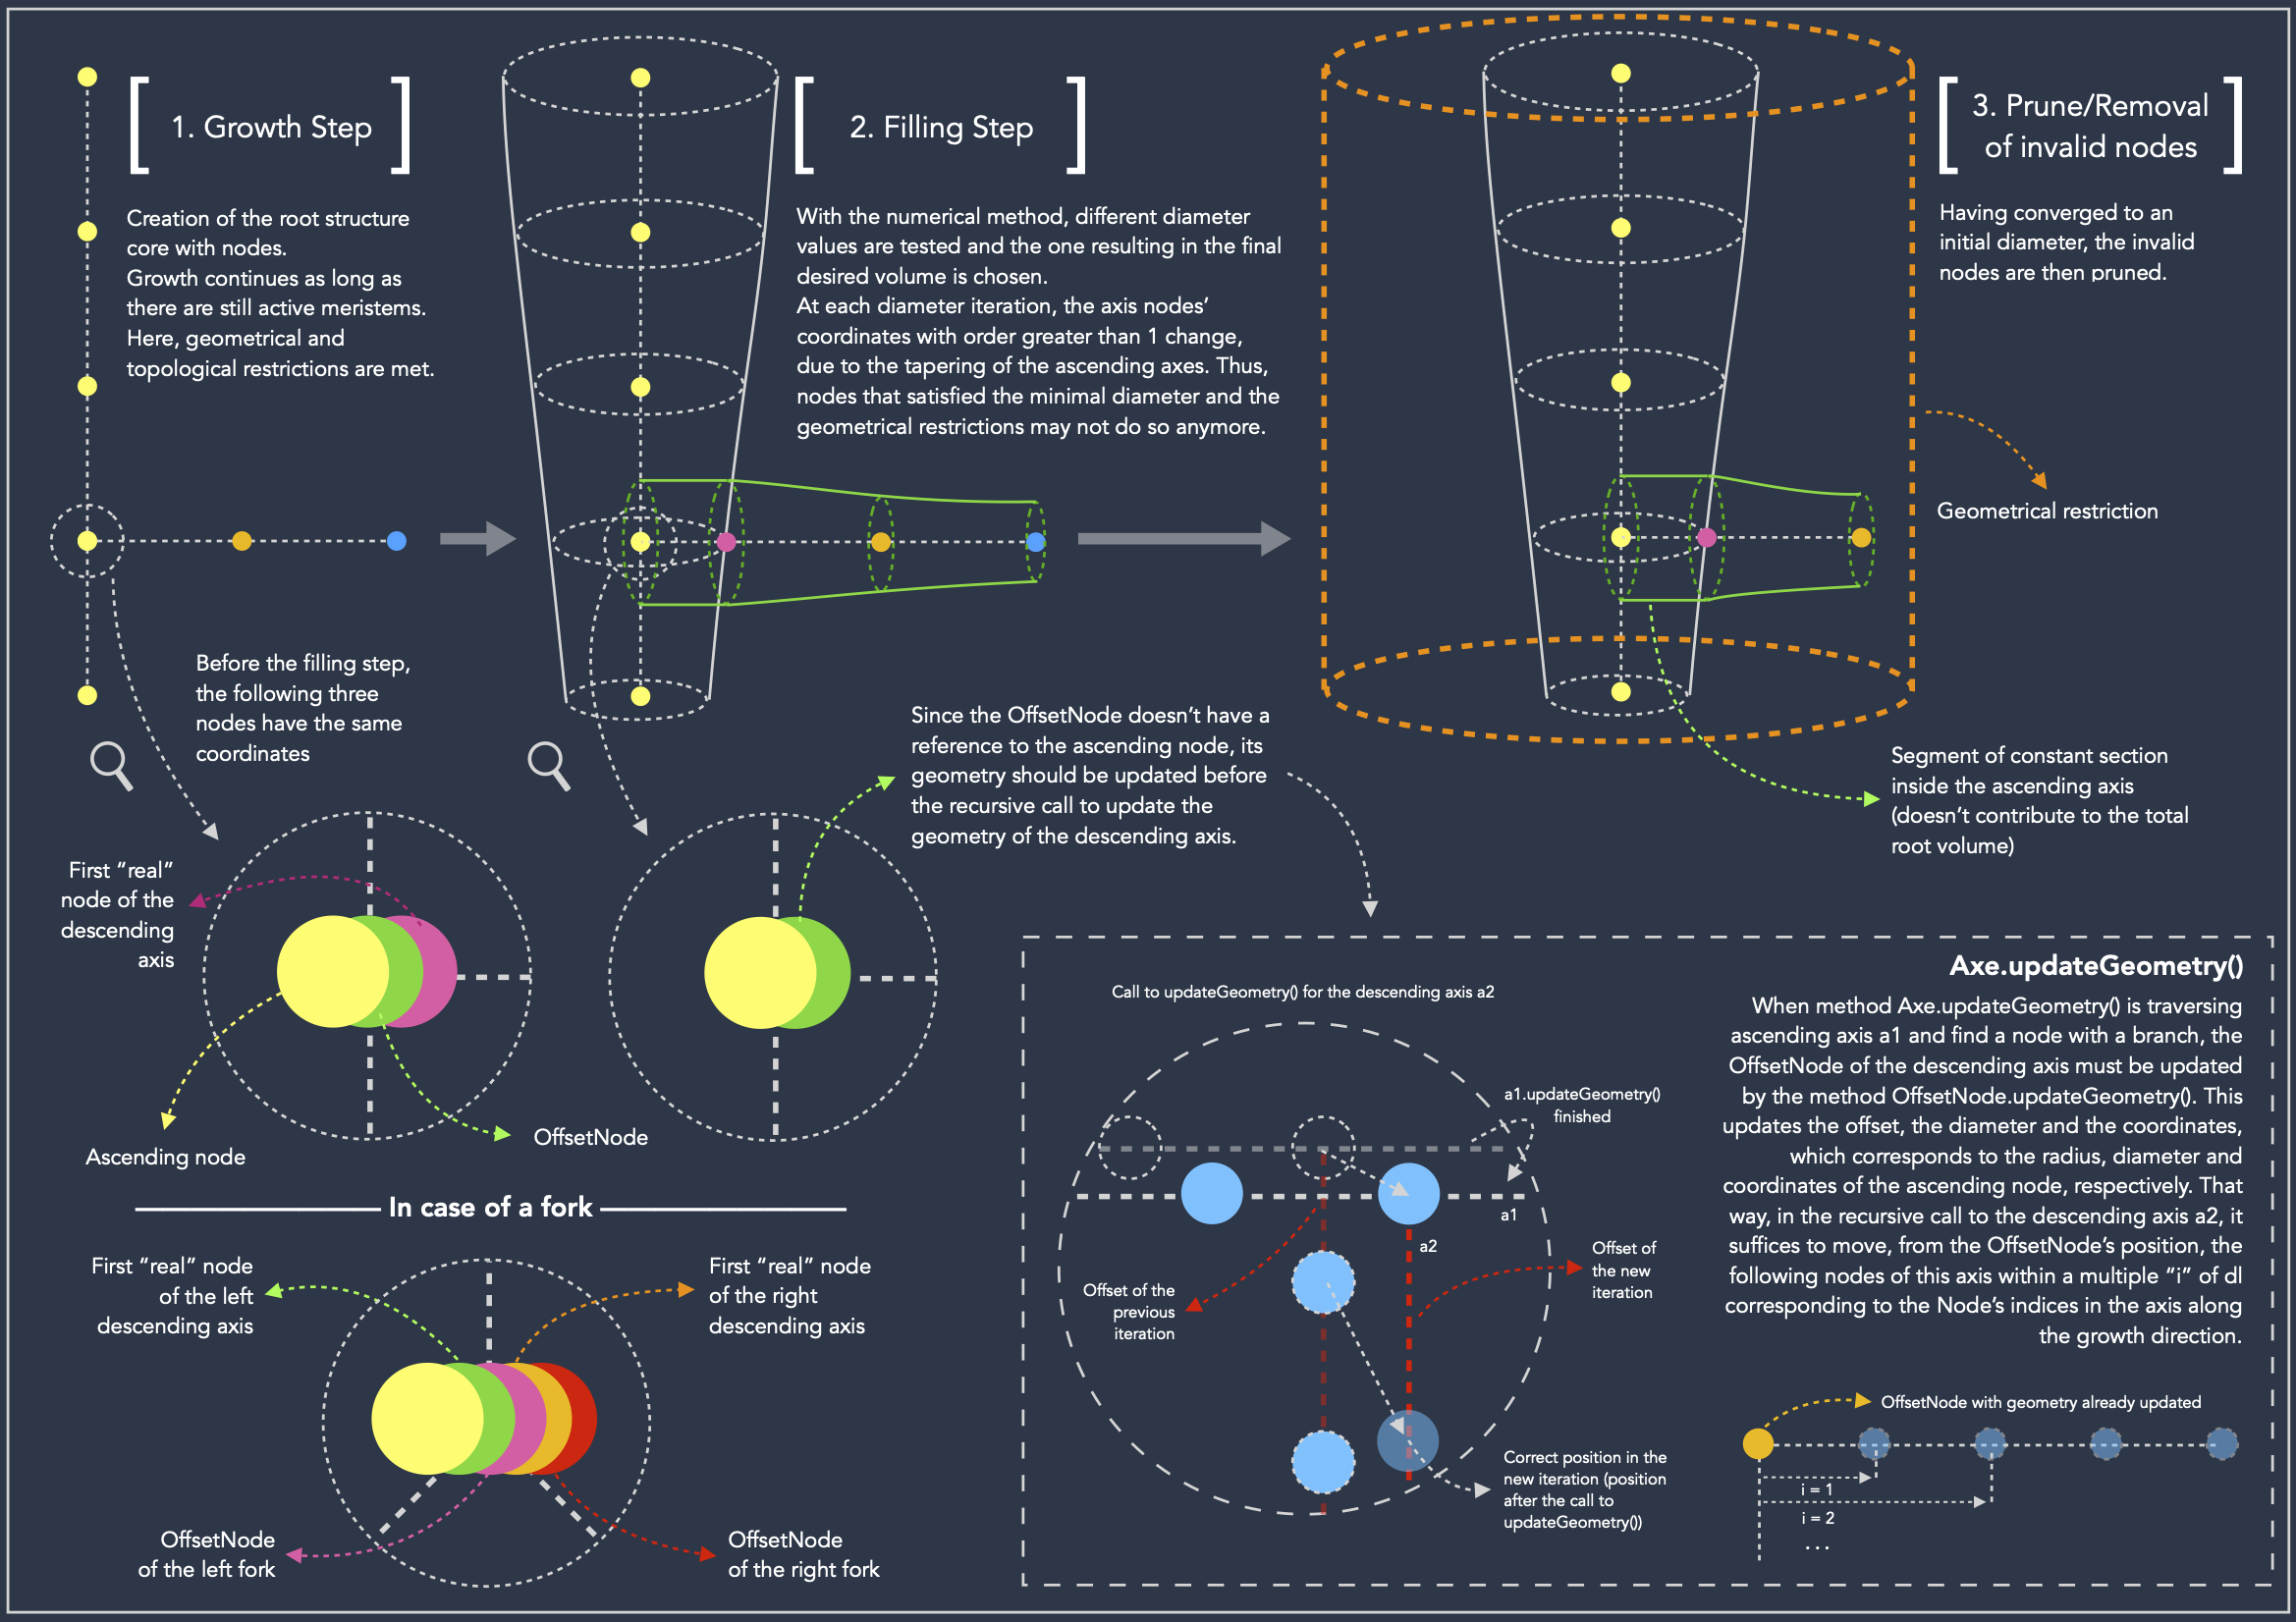 1. Growth Step
Creation of the root structure
core with nodes.
Growth continues as long as
there are still active meristems.
Here, geometrical and
topological restrictions are met.
2. Filling Step
With the numerical method, different diameter
values are tested and the one resulting in the final
desired volume is chosen.
At each diameter iteration, the axis nodes’
coordinates with order greater than 1 change,
due to the tapering of the ascending axes. Thus,
nodes that satisfied the minimal diameter and the
geometrical restrictions may not do so anymore.
3. Prune/Removal
of invalid nodes
Having converged to an
initial diameter, the invalid
nodes are then pruned.
Geometrical restriction
Before the filling step,
the following three
nodes have the same
coordinates
Since the OffsetNode doesn’t have a
reference to the ascending node, its
geometry should be updated before
the recursive call to update the
geometry of the descending axis.
Segment of constant section
inside the ascending axis
(doesn’t contribute to the total
root volume)
First “real”
node of the
descending
axis
Ascending node
OffsetNode
In case of a fork
First “real” node
of the left
descending axis
First “real” node
of the right
descending axis
OffsetNode
of the left fork
OffsetNode
of the right fork
Axe.updateGeometry()
When method Axe.updateGeometry() is traversing
ascending axis a1 and find a node with a branch, the
OffsetNode of the descending axis must be updated
by the method OffsetNode.updateGeometry(). This
updates the offset, the diameter and the coordinates,
which corresponds to the radius, diameter and
coordinates of the ascending node, respectively. That
way, in the recursive call to the descending axis a2, it
suffices to move, from the OffsetNode’s position, the
following nodes of this axis within a multiple “i” of dl
corresponding to the Node’s indices in the axis along
the growth direction.
Call to updateGeometry() for the descending axis a2
a1.updateGeometry()
finished
a1
a2
Offset of
the new
iteration
Offset of the
previous
iteration
Correct position in the
new iteration (position
after the call to
updateGeometry())
OffsetNode with geometry already updated
i = 1
i = 2
. . .